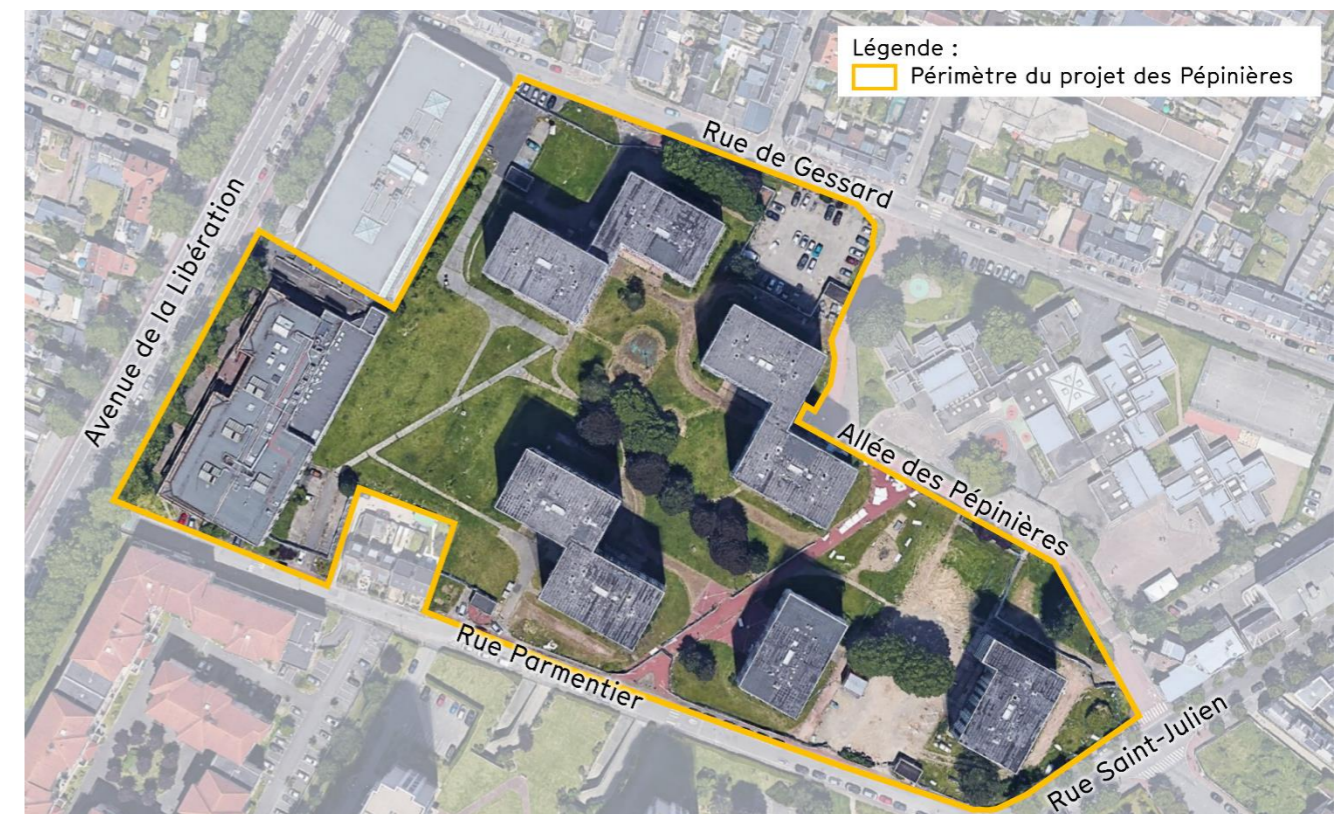 Légende :
Périmètre du projet des Pépinières
Rue de Gessard
Avenue de la Libération
Allée des Pépinières
Rue Parmentier
Rue Saint-Julien